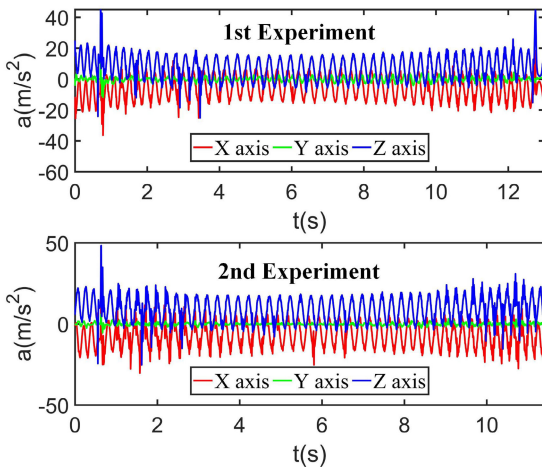 1st Experiment
40
20
0
-20
-40
-60
a(m/s²)
X axis Y axis Z axis
0 2 4 6 8 10 12
t(s)
2nd Experiment
50
0
-50
a(m/s²)
X axis Y axis Z axis
0 2 4 6 8 10
t(s)